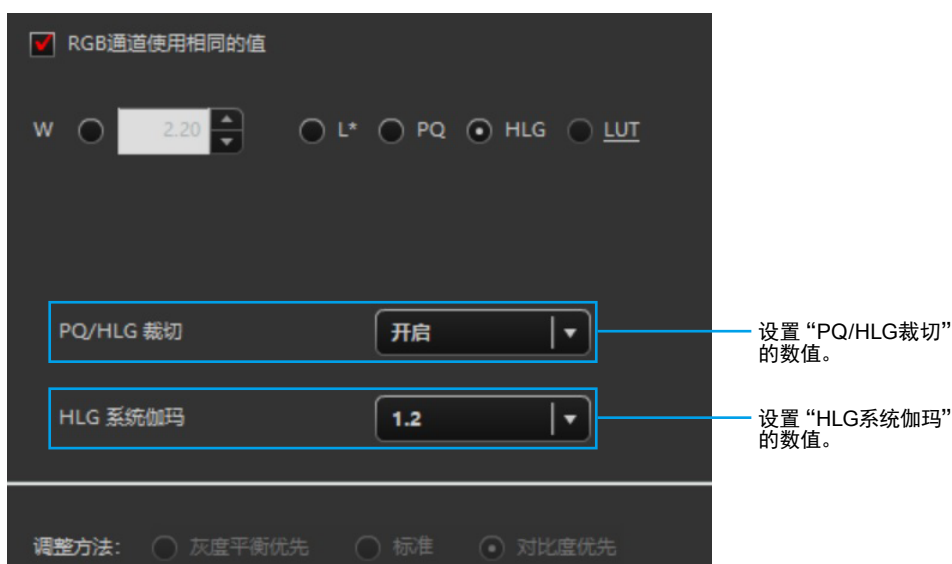 RGB通道使用相同的值
W 2.20 L* PQ HLG LUT
PQ/HLG 裁切 开启
设置“PQ/HLG裁切”
的数值。
HLG 系统伽玛 1.2
设置“HLG系统伽玛”
的数值。
调整方法: 灰度平衡优先 标准 对比度优先